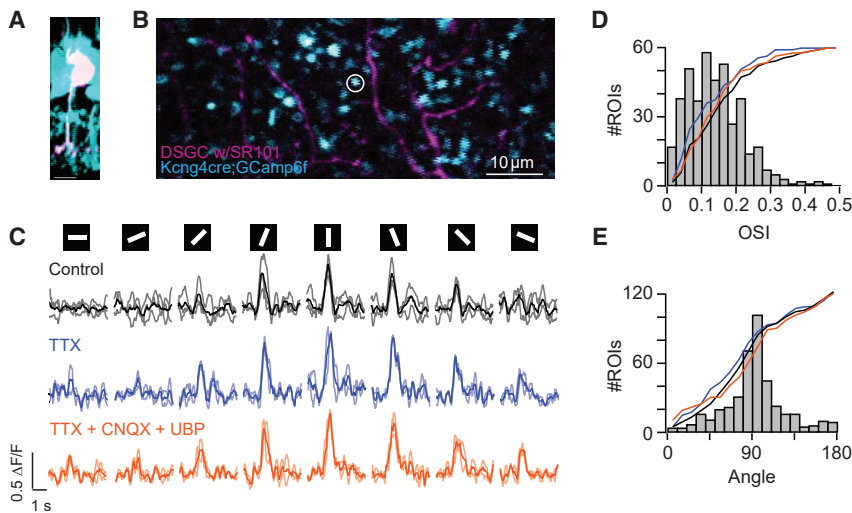 A
B
DSGC w/SR101
Kcng4cre;GCamp6f
10 µm
C
Control
TTX
TTX + CNQX + UBP
0.5 ΔF/F
1 s
D
60
30
0
#ROIs
0 0.1 0.2 0.3 0.4 0.5
OSI
E
120
60
0
#ROIs
0 90 180
Angle